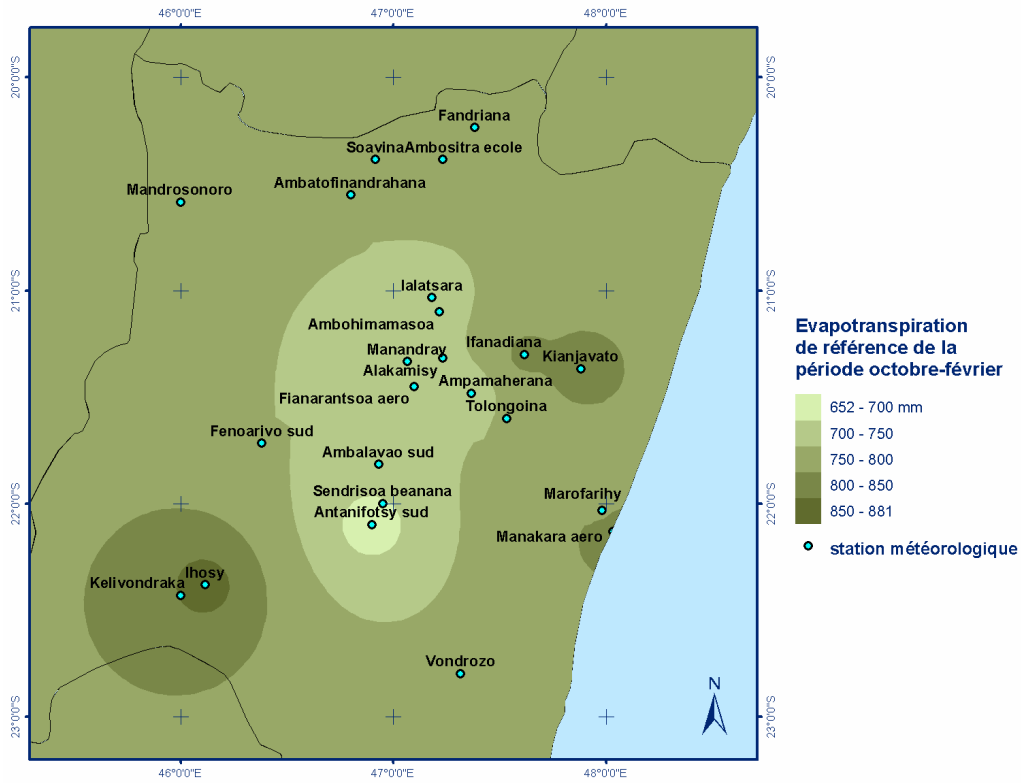 46°0'0"E 47°0'0"E 48°0'0"E
20°0'0"S 20°0'0"S
Fandriana
Soavina Ambositra ecole
Ambatofinandrahana
Mandrosonoro
21°0'0"S 21°0'0"S
Ialatsara
Ambohimamasoa
Ifanadiana
Manandray
Kianjavato
Alakamisy
Ampamaherana
Fianarantsoa aero
Tolongoina
Fenoarivo sud
Ambalavao sud
Sendrisoa beanana
Marofarihy
22°0'0"S 22°0'0"S
Antanifotsy sud
Manakara aero
Ihosy
Kelivondraka
Vondrozo
N
23°0'0"S 23°0'0"S
46°0'0"E 47°0'0"E 48°0'0"E
Evapotranspiration
de référence de la
période octobre-février
652 - 700 mm
700 - 750
750 - 800
800 - 850
850 - 881
station météorologique